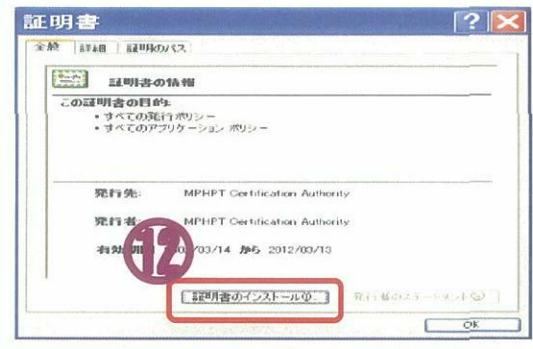 証明書
全般 詳細 証明のパス
証明書の情報
この証明書の目的:
• すべての発行ポリシー
• すべてのアプリケーション ポリシー
発行先: MPHPT Certification Authority
発行者: MPHPT Certification Authority
有効期間 /03/14 から 2012/03/13
⑫
証明書のインストール(I)... 発行者のステートメント(S)
OK